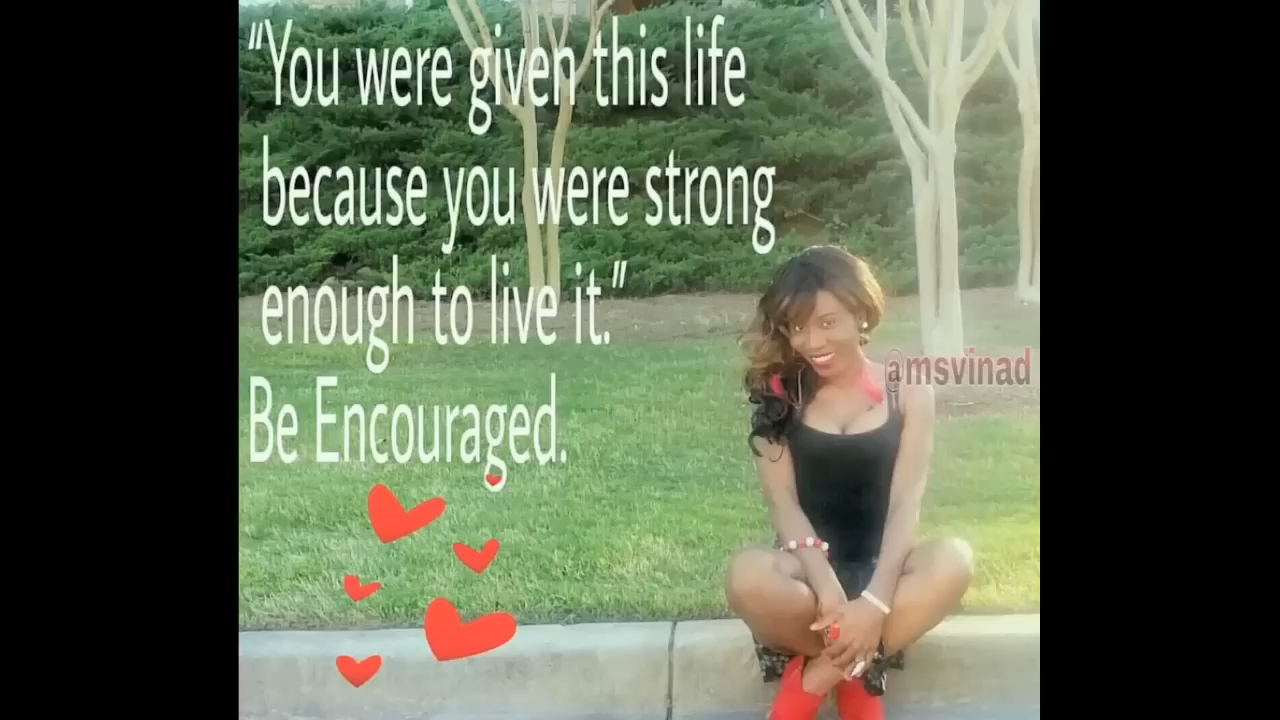 “You were given this life
because you were strong
enough to live it.”
@msvinad
Be Encouraged.